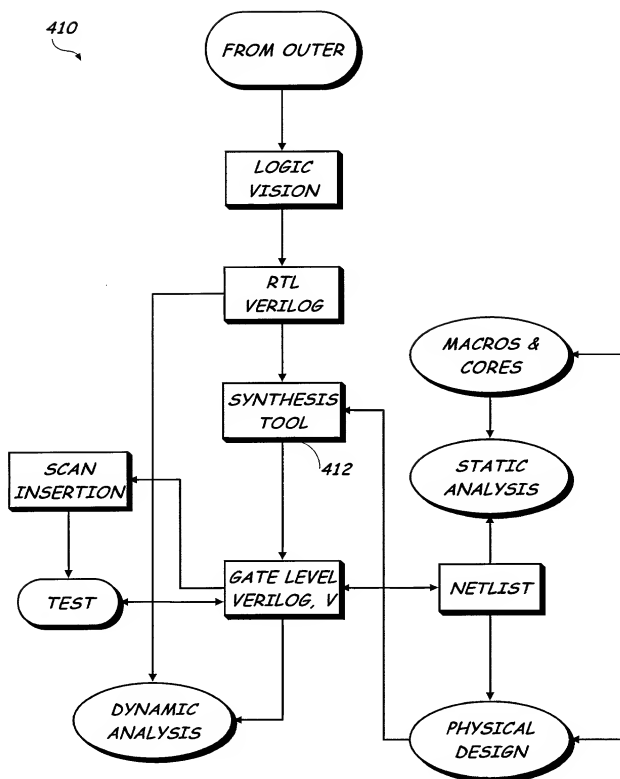 410
FROM OUTER
LOGIC
VISION
RTL
VERILOG
MACROS &
CORES
SYNTHESIS
TOOL
412
SCAN
INSERTION
STATIC
ANALYSIS
GATE LEVEL
VERILOG, V
NETLIST
TEST
DYNAMIC
ANALYSIS
PHYSICAL
DESIGN